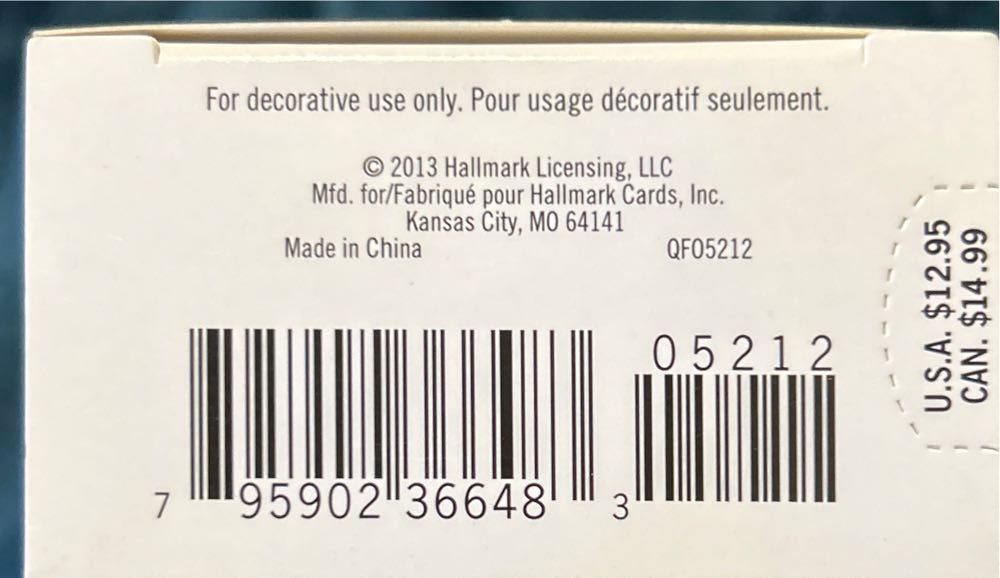 For decorative use only. Pour usage décoratif seulement.
© 2013 Hallmark Licensing, LLC
Mfd. for/Fabriqué pour Hallmark Cards, Inc.
Kansas City, MO 64141
Made in China QFO5212
U.S.A. $12.95
CAN. $14.99
05212
7 95902 36648 3